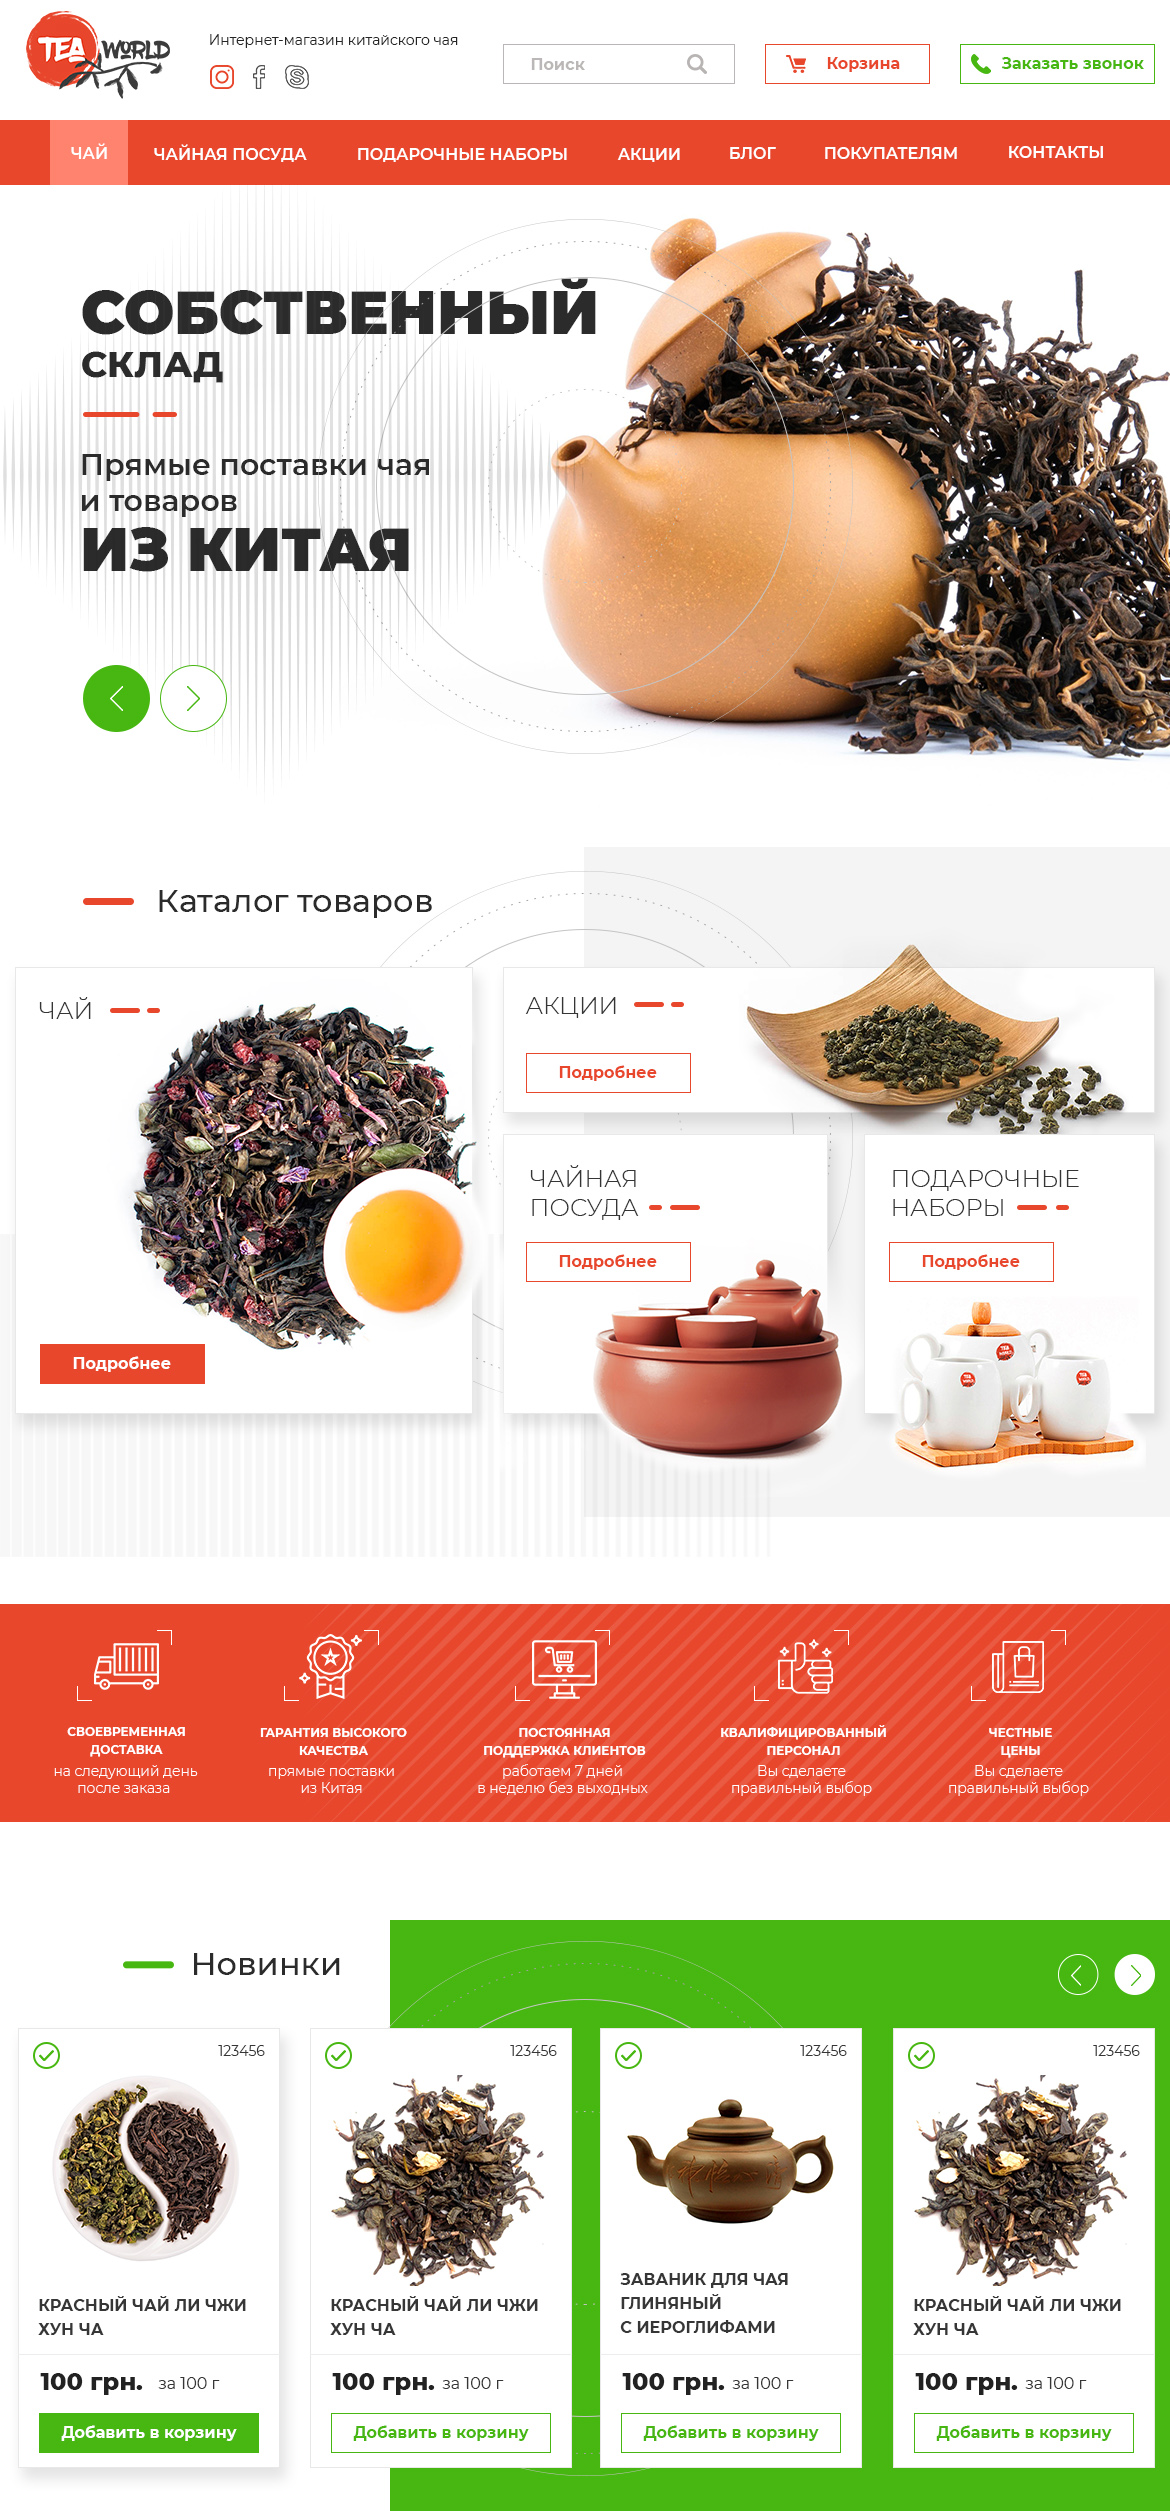 TEA WORLD
Интернет-магазин китайского чая
Поиск
Корзина
Заказать звонок
ЧАЙ
ЧАЙНАЯ ПОСУДА
ПОДАРОЧНЫЕ НАБОРЫ
АКЦИИ
БЛОГ
ПОКУПАТЕЛЯМ
КОНТАКТЫ
СОБСТВЕННЫЙ
СКЛАД
Прямые поставки чая
и товаров
ИЗ КИТАЯ
Каталог товаров
ЧАЙ
Подробнее
АКЦИИ
Подробнее
ЧАЙНАЯ
ПОСУДА
Подробнее
ПОДАРОЧНЫЕ
НАБОРЫ
Подробнее
TEA WORLD
TEA WORLD
TEA WORLD
СВОЕВРЕМЕННАЯ
ДОСТАВКА
на следующий день
после заказа
ГАРАНТИЯ ВЫСОКОГО
КАЧЕСТВА
прямые поставки
из Китая
ПОСТОЯННАЯ
ПОДДЕРЖКА КЛИЕНТОВ
работаем 7 дней
в неделю без выходных
КВАЛИФИЦИРОВАННЫЙ
ПЕРСОНАЛ
Вы сделаете
правильный выбор
ЧЕСТНЫЕ
ЦЕНЫ
Вы сделаете
правильный выбор
Новинки
123456
КРАСНЫЙ ЧАЙ ЛИ ЧЖИ
ХУН ЧА
100 грн. за 100 г
Добавить в корзину
123456
КРАСНЫЙ ЧАЙ ЛИ ЧЖИ
ХУН ЧА
100 грн. за 100 г
Добавить в корзину
123456
ЗАВАНИК ДЛЯ ЧАЯ
ГЛИНЯНЫЙ
С ИЕРОГЛИФАМИ
100 грн. за 100 г
Добавить в корзину
123456
КРАСНЫЙ ЧАЙ ЛИ ЧЖИ
ХУН ЧА
100 грн. за 100 г
Добавить в корзину